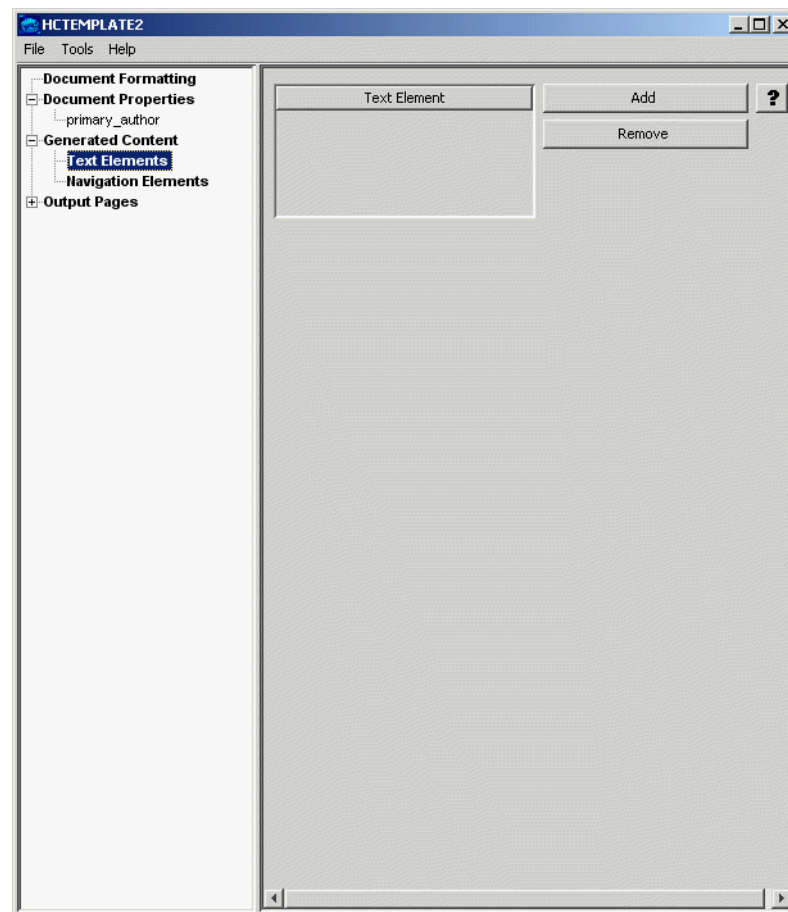 HCTEMPLATE2
File Tools Help
Document Formatting
Document Properties
primary_author
Generated Content
Text Elements
Navigation Elements
Output Pages
Text Element
Add
?
Remove